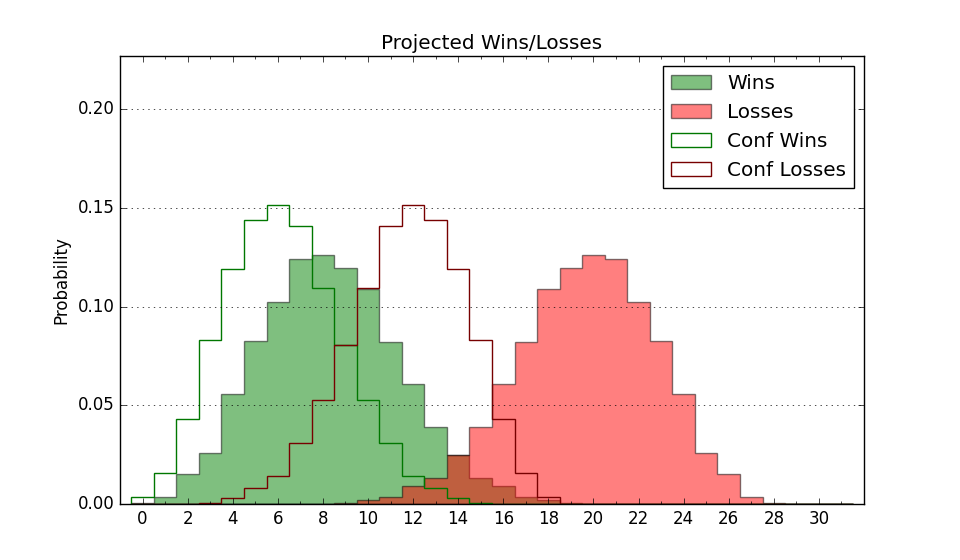 Projected Wins/Losses
Wins
Losses
Conf Wins
Conf Losses
Probability
0.20
0.15
0.10
0.05
0.00
0 2 4 6 8 10 12 14 16 18 20 22 24 26 28 30